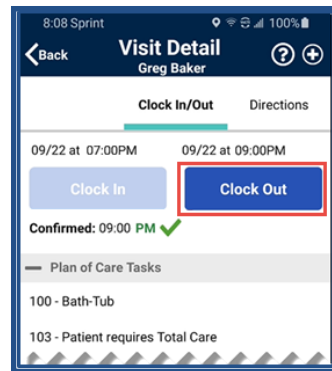 8:08 Sprint 100%
Back Visit Detail
Greg Baker
Clock In/Out Directions
09/22 at 07:00PM 09/22 at 09:00PM
Clock In Clock Out
Confirmed: 09:00 PM
Plan of Care Tasks
100 - Bath-Tub
103 - Patient requires Total Care